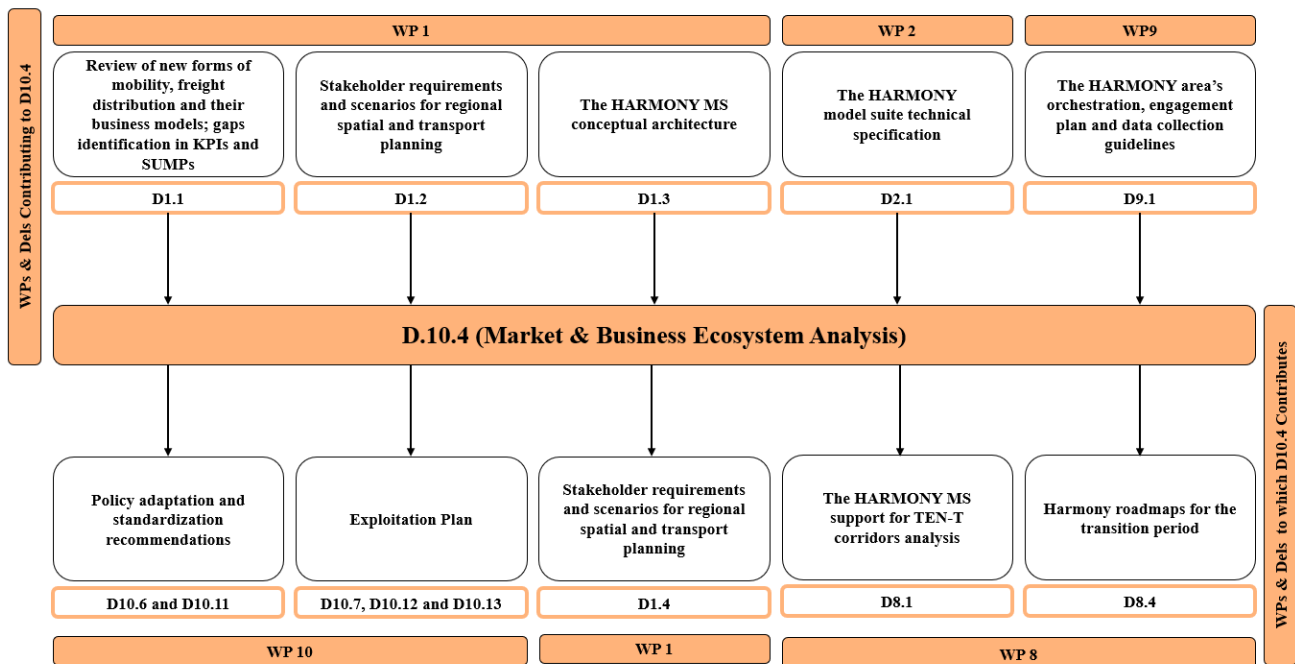 WPs & Dels Contributing to D10.4
WP 1
WP 2
WP9
Review of new forms of
mobility, freight
distribution and their
business models; gaps
identification in KPIs and
SUMPs
Stakeholder requirements
and scenarios for regional
spatial and transport
planning
The HARMONY MS
conceptual architecture
The HARMONY
model suite technical
specification
The HARMONY area's
orchestration, engagement
plan and data collection
guidelines
D1.1
D1.2
D1.3
D2.1
D9.1
D.10.4 (Market & Business Ecosystem Analysis)
WPs & Dels to which D10.4 Contributes
Policy adaptation and
standardization
recommendations
Exploitation Plan
Stakeholder requirements
and scenarios for regional
spatial and transport
planning
The HARMONY MS
support for TEN-T
corridors analysis
Harmony roadmaps for the
transition period
D10.6 and D10.11
D10.7, D10.12 and D10.13
D1.4
D8.1
D8.4
WP 10
WP 1
WP 8